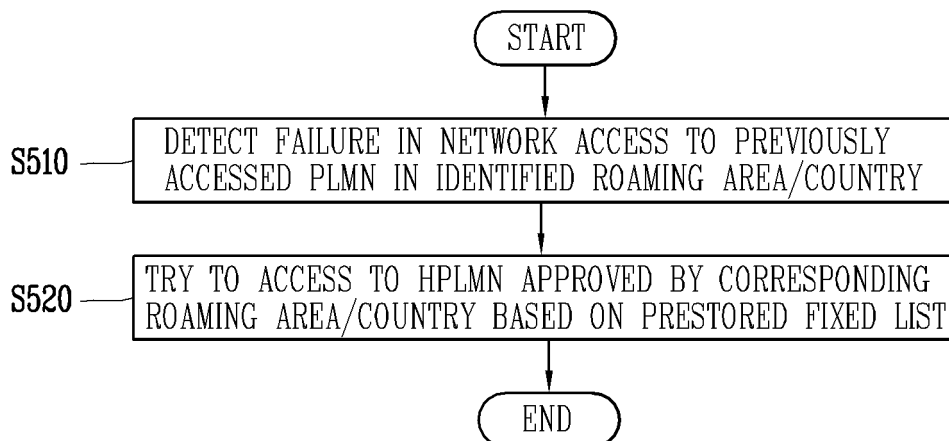 START
S510
DETECT FAILURE IN NETWORK ACCESS TO PREVIOUSLY
ACCESSED PLMN IN IDENTIFIED ROAMING AREA/COUNTRY
S520
TRY TO ACCESS TO HPLMN APPROVED BY CORRESPONDING
ROAMING AREA/COUNTRY BASED ON PRESTORED FIXED LIST
END